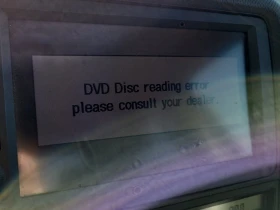 DVD Disc reading error
please consult your dealer.